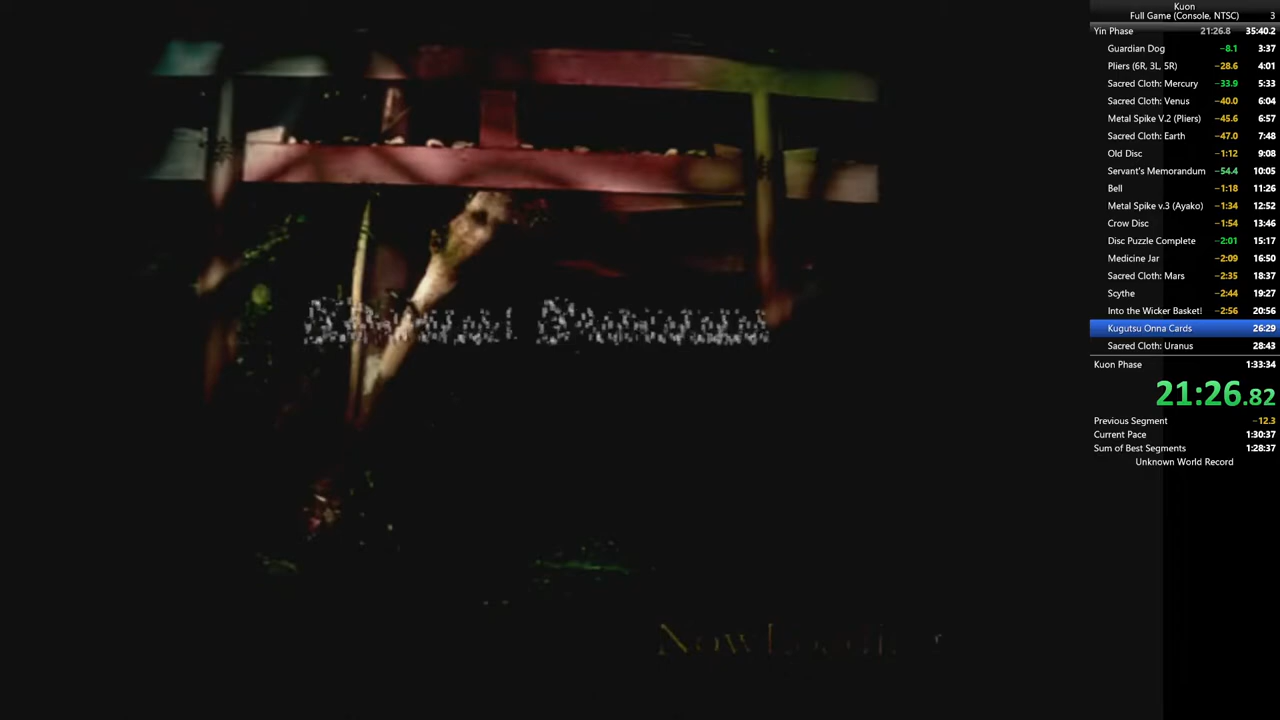 Kuon
Full Game (Console, NTSC) 3
Yin Phase 21:26.8 35:40.2
Guardian Dog −8.1 3:37
Pliers (6R, 3L, 5R) −28.6 4:01
Sacred Cloth: Mercury −33.9 5:33
Sacred Cloth: Venus −40.0 6:04
Metal Spike V.2 (Pliers) −45.6 6:57
Sacred Cloth: Earth −47.0 7:48
Old Disc −1:12 9:08
Servant's Memorandum −54.4 10:05
Bell −1:18 11:26
Metal Spike v.3 (Ayako) −1:34 12:52
Crow Disc −1:54 13:46
Disc Puzzle Complete −2:01 15:17
Medicine Jar −2:09 16:50
Sacred Cloth: Mars −2:35 18:37
Scythe −2:44 19:27
Into the Wicker Basket! −2:56 20:56
Kugutsu Onna Cards 26:29
Sacred Cloth: Uranus 28:43
Kuon Phase 1:33:34
21:26.82
Previous Segment −12.3
Current Pace 1:30:37
Sum of Best Segments 1:28:37
Unknown World Record
Now